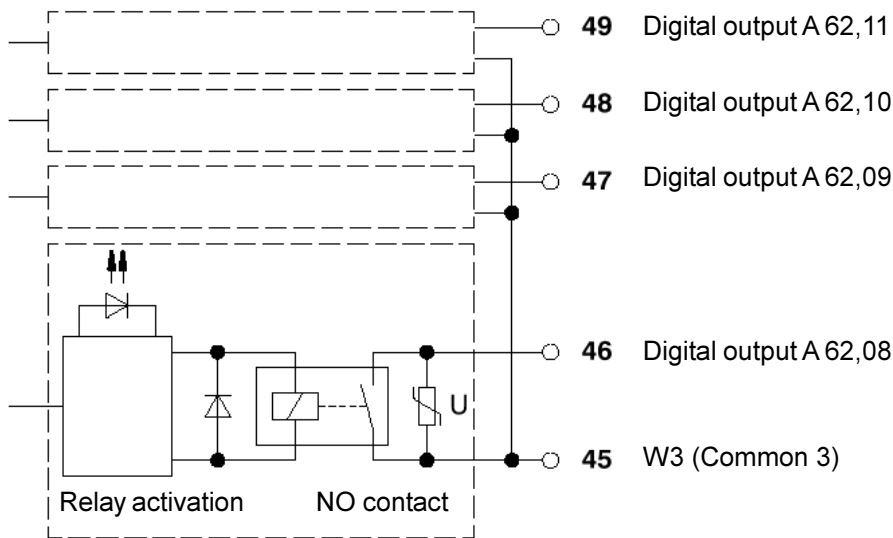 49 Digital output A 62,11
48 Digital output A 62,10
47 Digital output A 62,09
46 Digital output A 62,08
U
45 W3 (Common 3)
Relay activation NO contact